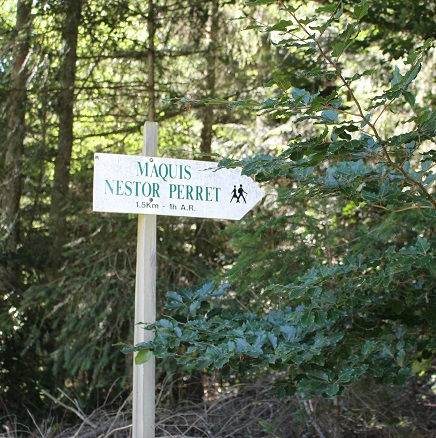 MAQUIS
NESTOR PERRET
1.5Km - 1h A.R.